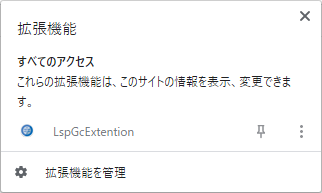 拡張機能
すべてのアクセス
これらの拡張機能は、このサイトの情報を表示、変更できま
す。
LspGcExtention
拡張機能を管理